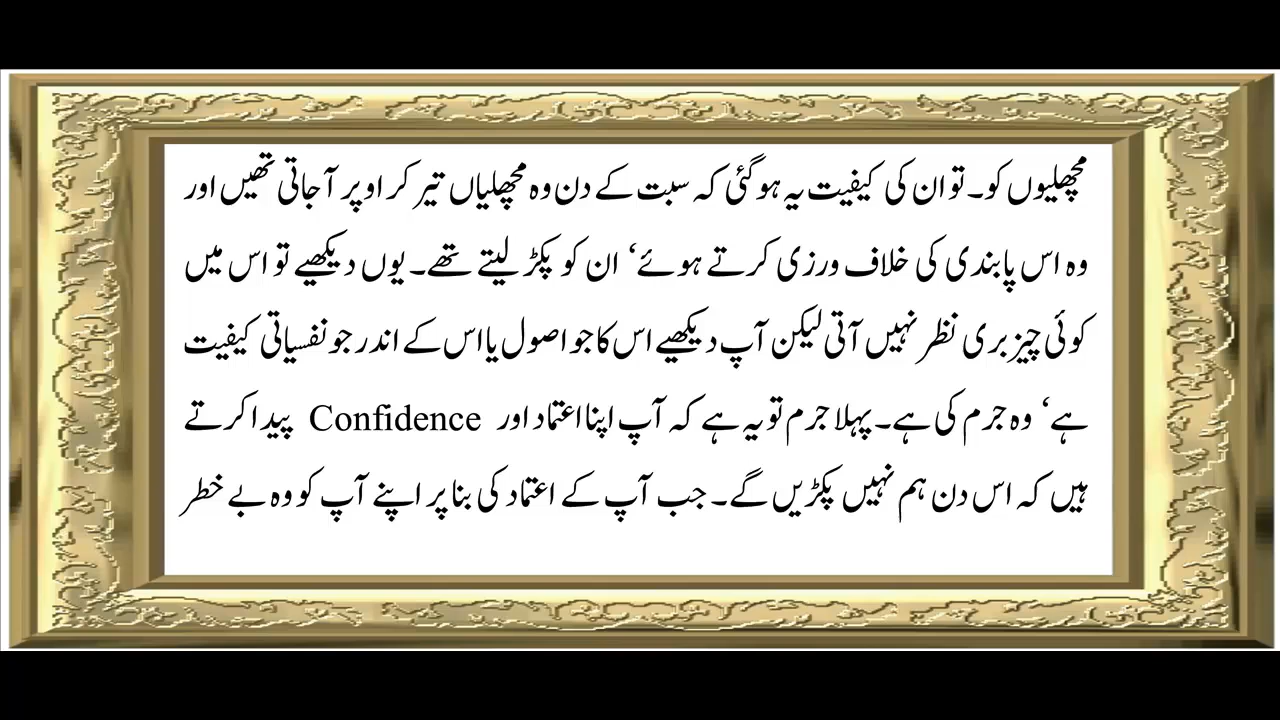 مچھلیوں کو۔ تو ان کی کیفیت یہ ہو گئی کہ سبت کے دن وہ مچھلیاں تیر کر اوپر آ جاتی تھیں اور
وہ اس پابندی کی خلاف ورزی کرتے ہوئے‘ ان کو پکڑ لیتے تھے۔ یوں دیکھیے تو اس میں
کوئی چیز بری نظر نہیں آتی لیکن آپ دیکھیے اس کا جو اصول یا اس کے اندر جو نفسیاتی کیفیت
ہے‘ وہ جرم کی ہے۔ پہلا جرم تو یہ ہے کہ آپ اپنا اعتماد اور Confidence پیدا کرتے
ہیں کہ اس دن ہم نہیں پکڑیں گے۔ جب آپ کے اعتماد کی بنا پر اپنے آپ کو وہ بے خطر